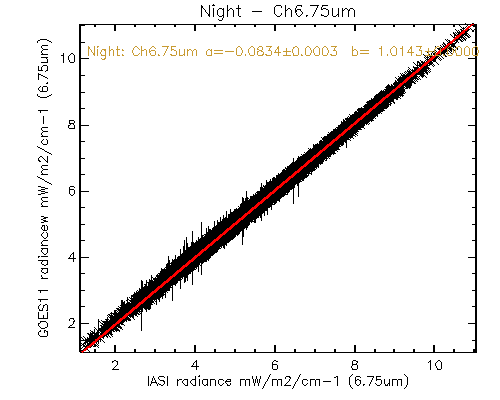 Night - Ch6.75um
Night: Ch6.75um a=-0.0834±0.0003 b= 1.0143±0.0000
10
8
6
4
2
GOES11 radiancew mW/m2/cm-1 (6.75um)
2 4 6 8 10
IASI radiance mW/m2/cm-1 (6.75um)